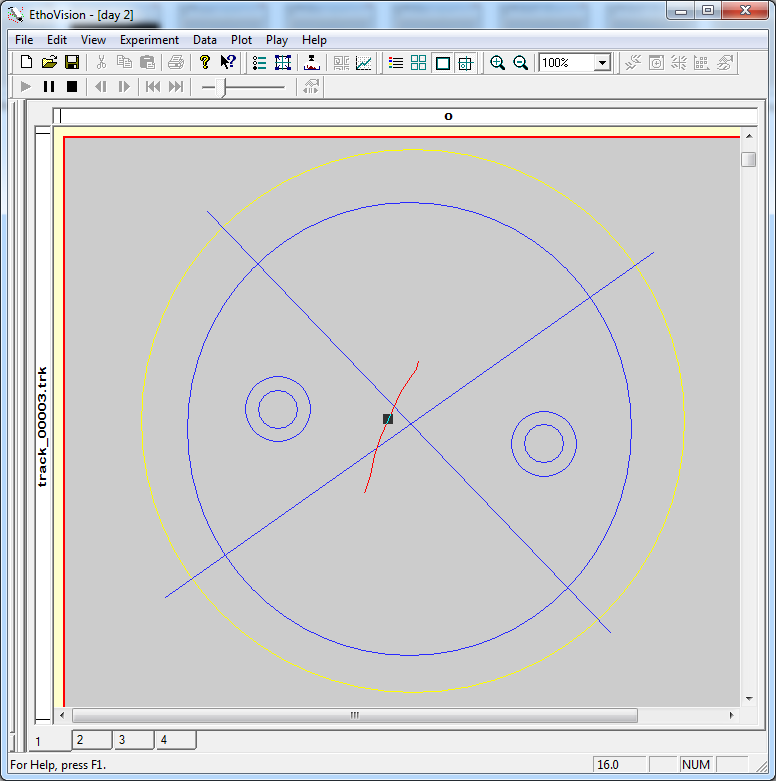 EthoVision - [day 2]
File Edit View Experiment Data Plot Play Help
100%
o
track_00003.trk
1 2 3 4
For Help, press F1.
16.0 NUM